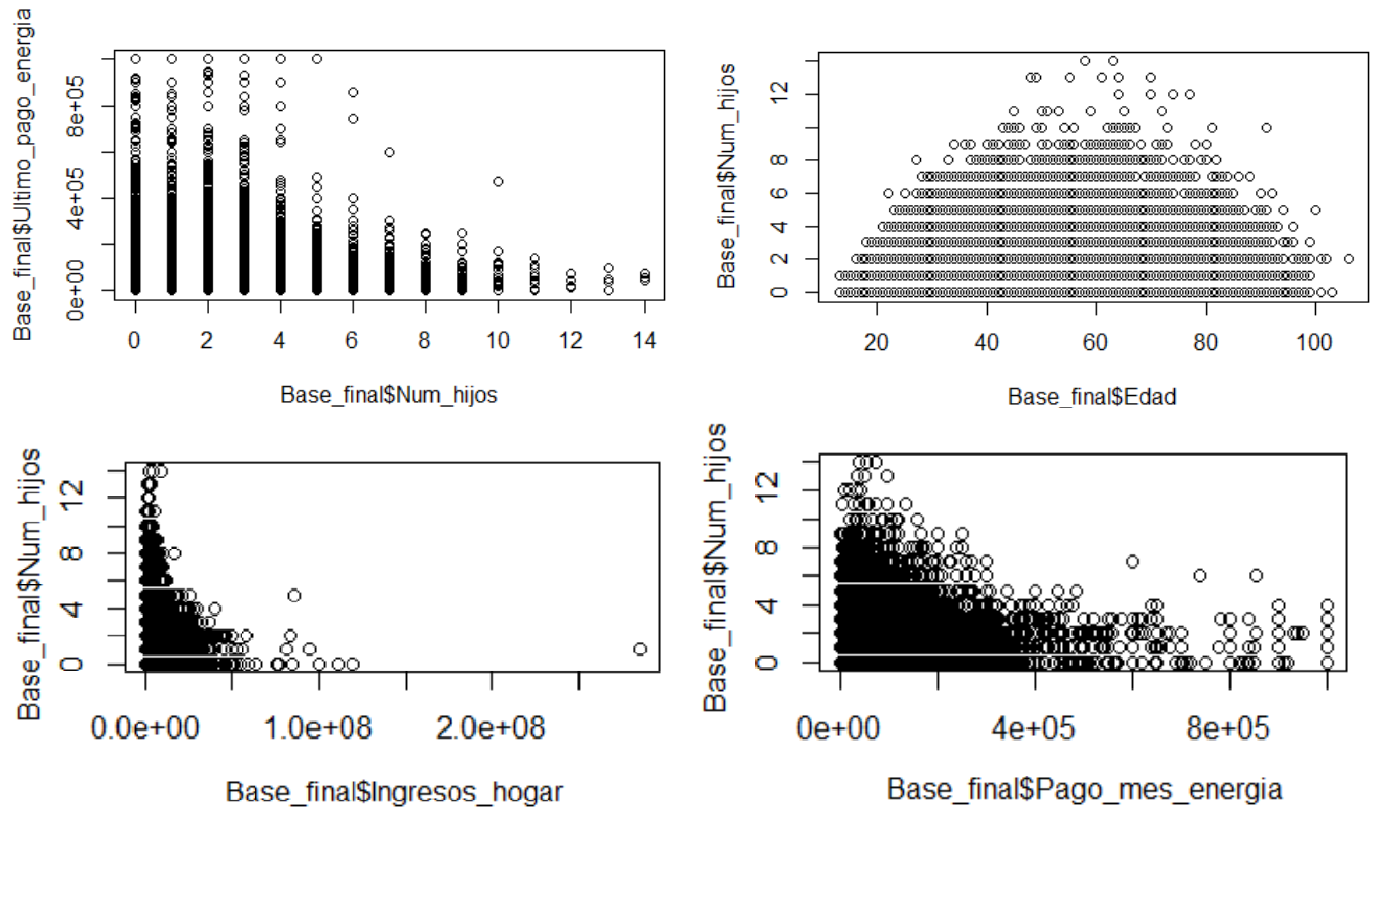 Base_final$Ultimo_pago_energia
0e+00 4e+05 8e+05
0 2 4 6 8 10 12 14
Base_final$Num_hijos
Base_final$Num_hijos
0 2 4 6 8 12
20 40 60 80 100
Base_final$Edad
Base_final$Num_hijos
0 4 8 12
0.0e+00 1.0e+08 2.0e+08
Base_final$Ingresos_hogar
Base_final$Num_hijos
0 4 8 12
0e+00 4e+05 8e+05
Base_final$Pago_mes_energia